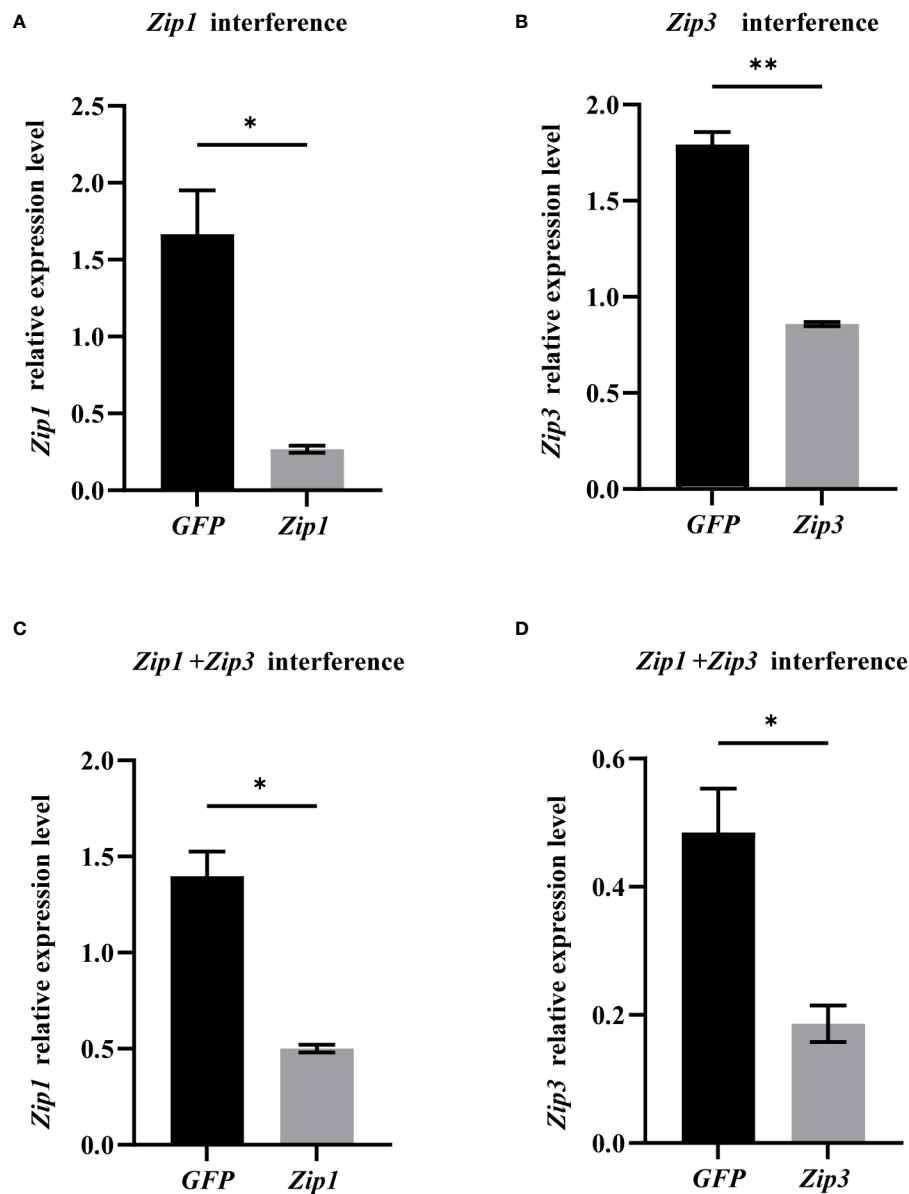 A
Zip1 interference
*
Zip1 relative expression level
2.5
2.0
1.5
1.0
0.5
0.0
GFP Zip1
B
Zip3 interference
**
Zip3 relative expression level
2.0
1.5
1.0
0.5
0.0
GFP Zip3
C
Zip1+Zip3 interference
*
Zip1 relative expression level
2.0
1.5
1.0
0.5
0.0
GFP Zip1
D
Zip1+Zip3 interference
*
Zip3 relative expression level
0.6
0.4
0.2
0.0
GFP Zip3